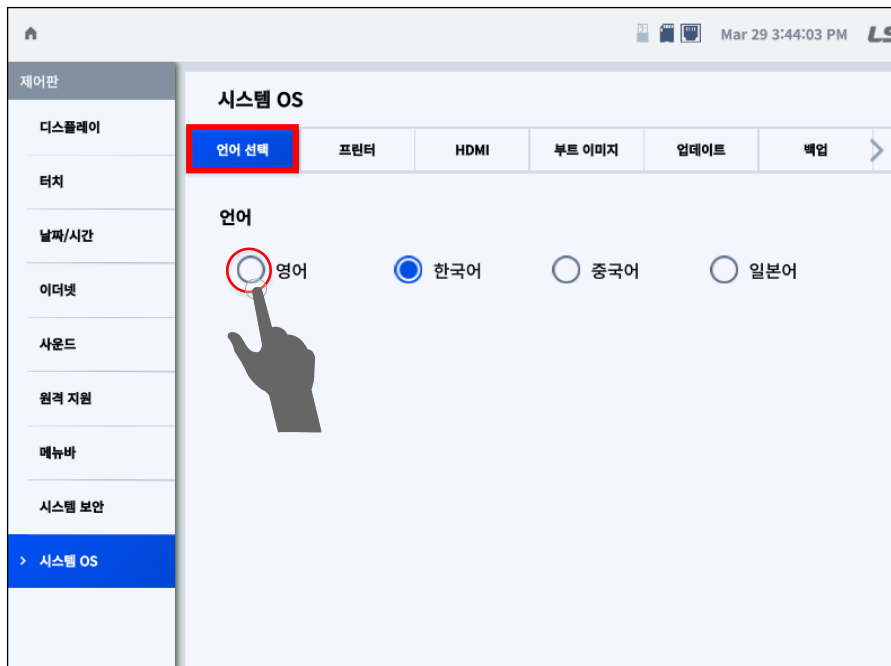 Mar 29 3:44:03 PM
LS
제어판
디스플레이
터치
날짜/시간
이더넷
사운드
원격 지원
메뉴바
시스템 보안
> 시스템 OS
시스템 OS
언어 선택 프린터 HDMI 부트 이미지 업데이트 백업
언어
영어 한국어 중국어 일본어